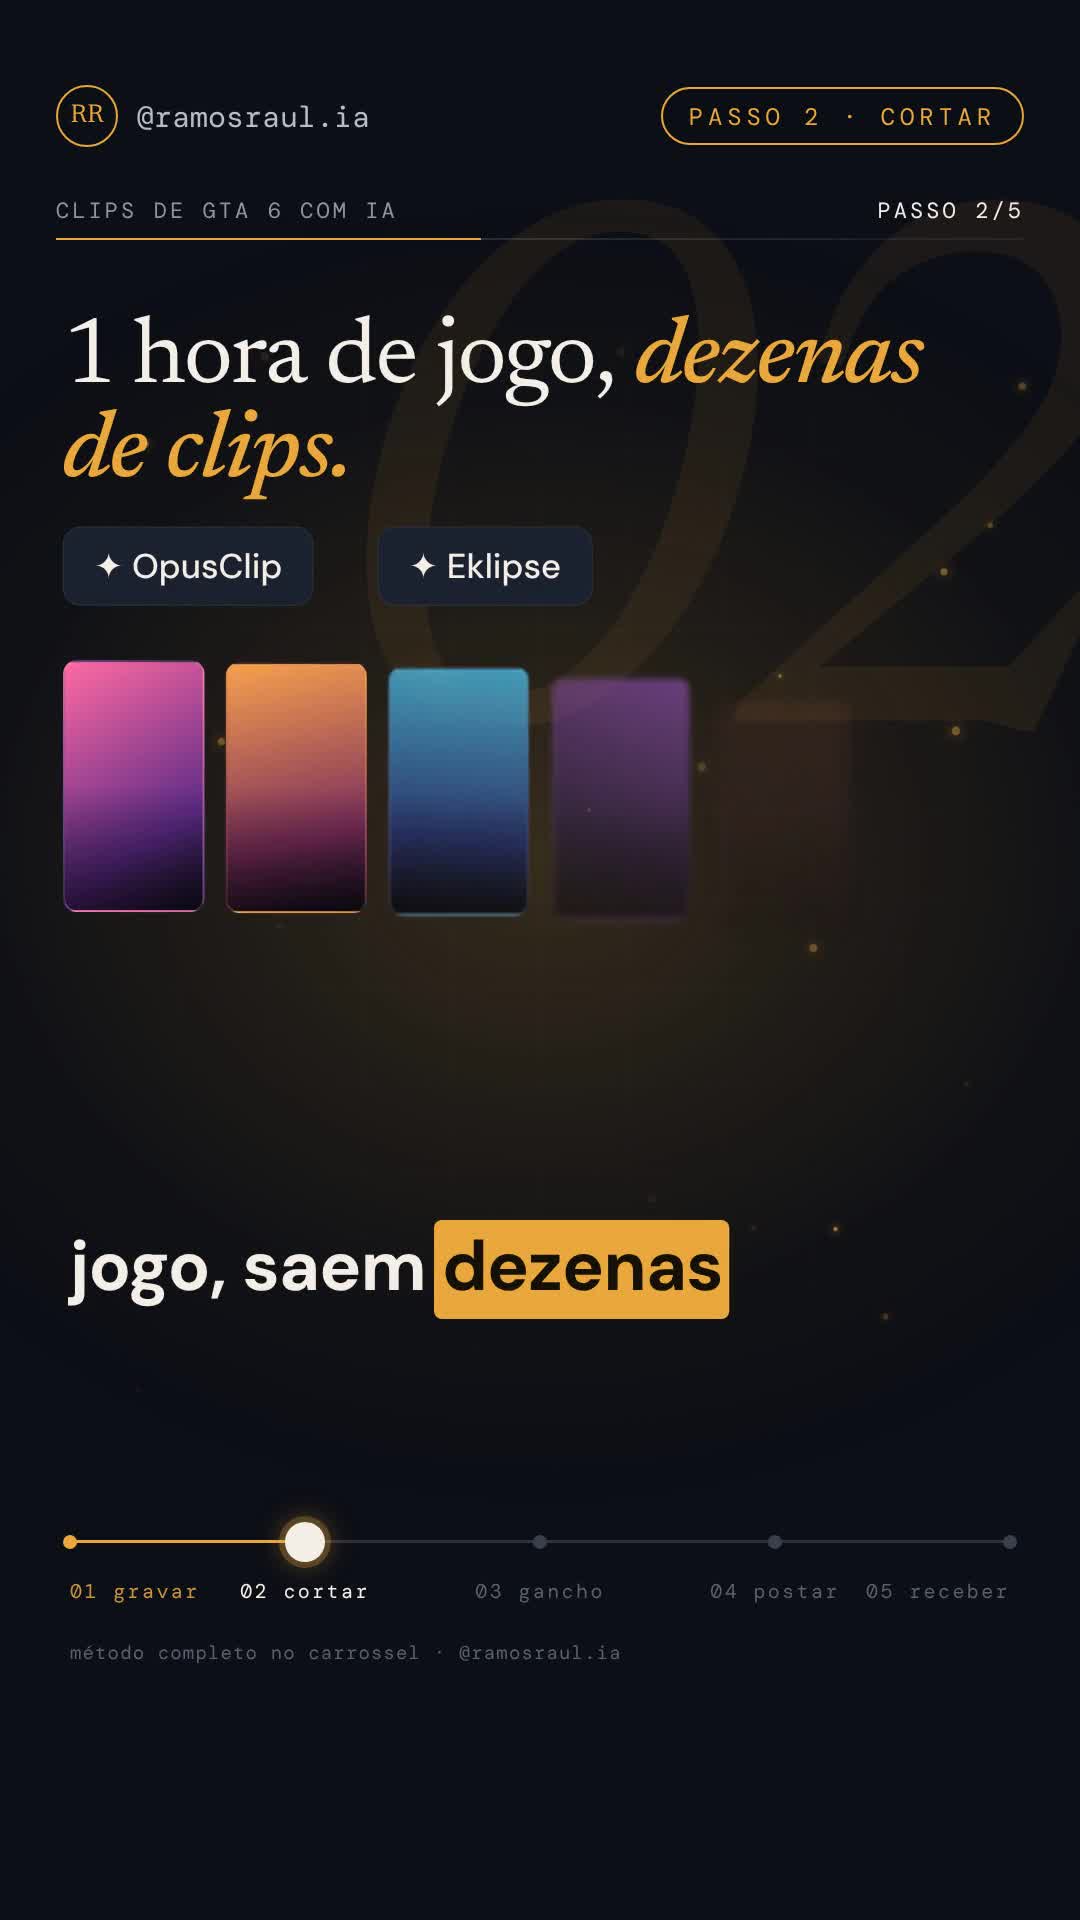 RR @ramosraul.ia
PASSO 2 · CORTAR
CLIPS DE GTA 6 COM IA
PASSO 2/5
02
1 hora de jogo, dezenas
de clips.
✦ OpusClip
✦ Eklipse
jogo, saem dezenas
01 gravar
02 cortar
03 gancho
04 postar
05 receber
método completo no carrossel · @ramosraul.ia